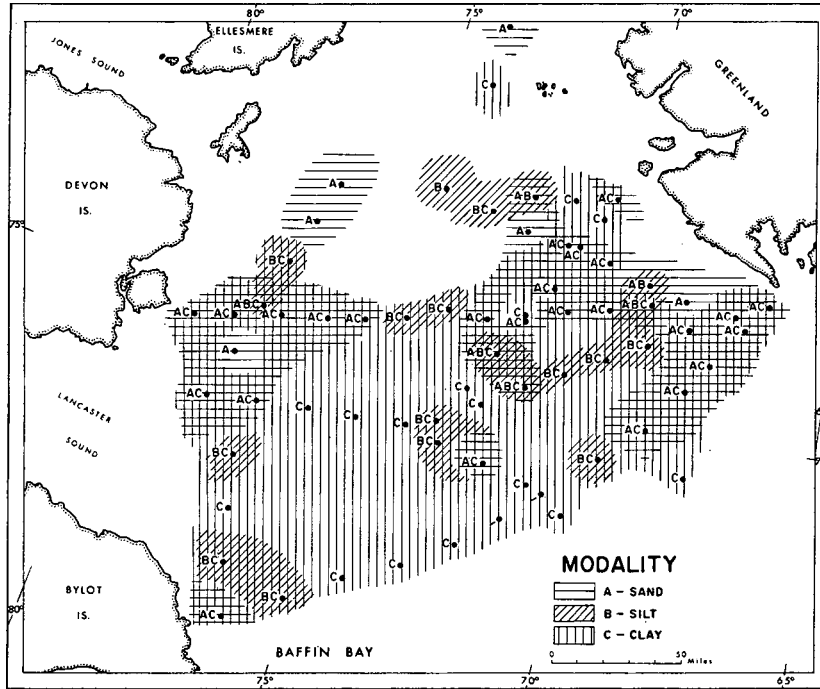 80°
75°
70°
ELLESMERE
IS.
JONES SOUND
GREENLAND
A
C
DEVON
IS.
A
B
AB
C
AC
BC
C
75°
A
A
AC
AC
AC
BC
AC
AB
ABC
ABC
A
AC
AC
AC
AC
AC
AC
BC
BC
AC
C
AC
AC
AC
AC
AC
A
ABC
BC
BC
BC
AC
LANCASTER
SOUND
AC
AC
C
ABC
AC
C
C
C
C
BC
BC
AC
BC
AC
BC
C
C
C
C
BC
C
C
C
BC
AC
MODALITY
A – SAND
B – SILT
C – CLAY
0
50
Miles
BYLOT
IS.
80°
BAFFIN BAY
75°
70°
65°